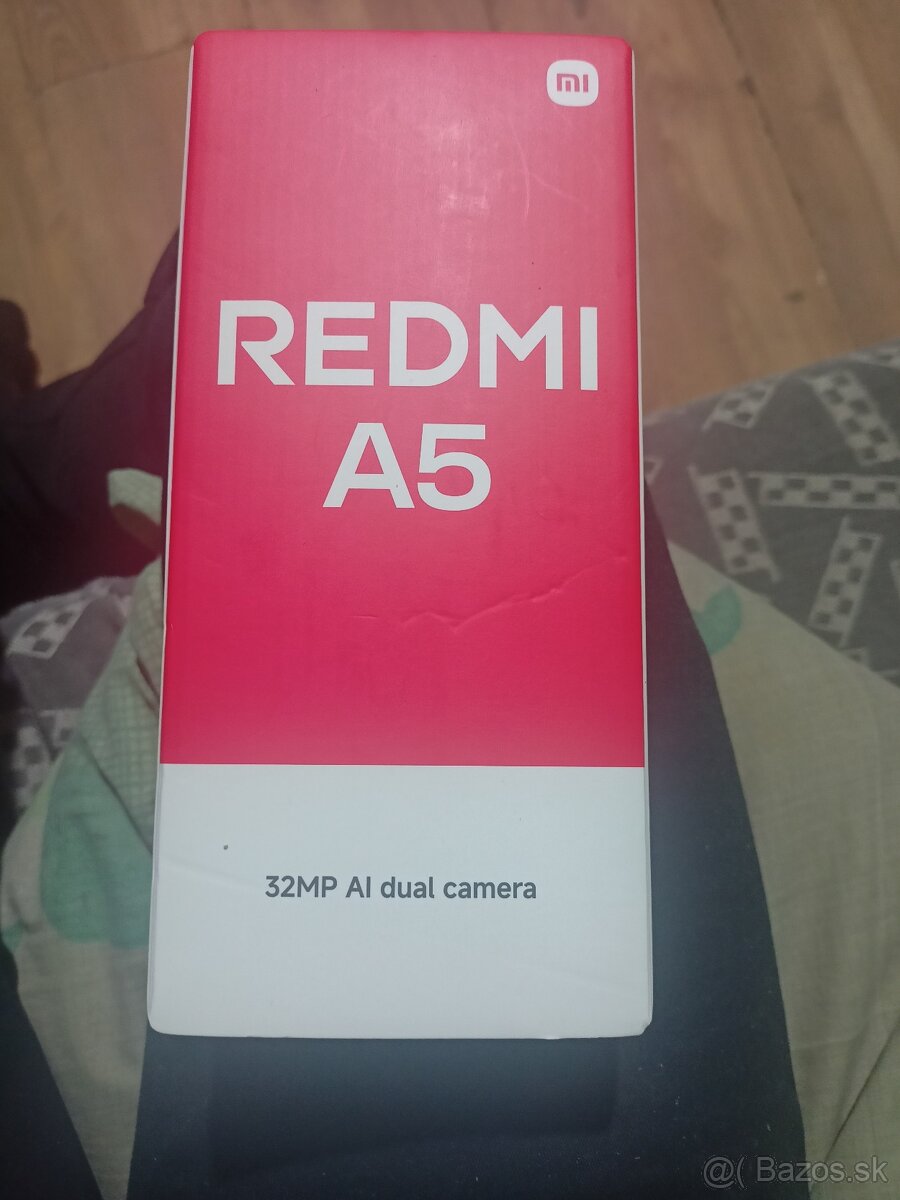 mi
REDMI
A5
32MP AI dual camera
@( Bazos.sk